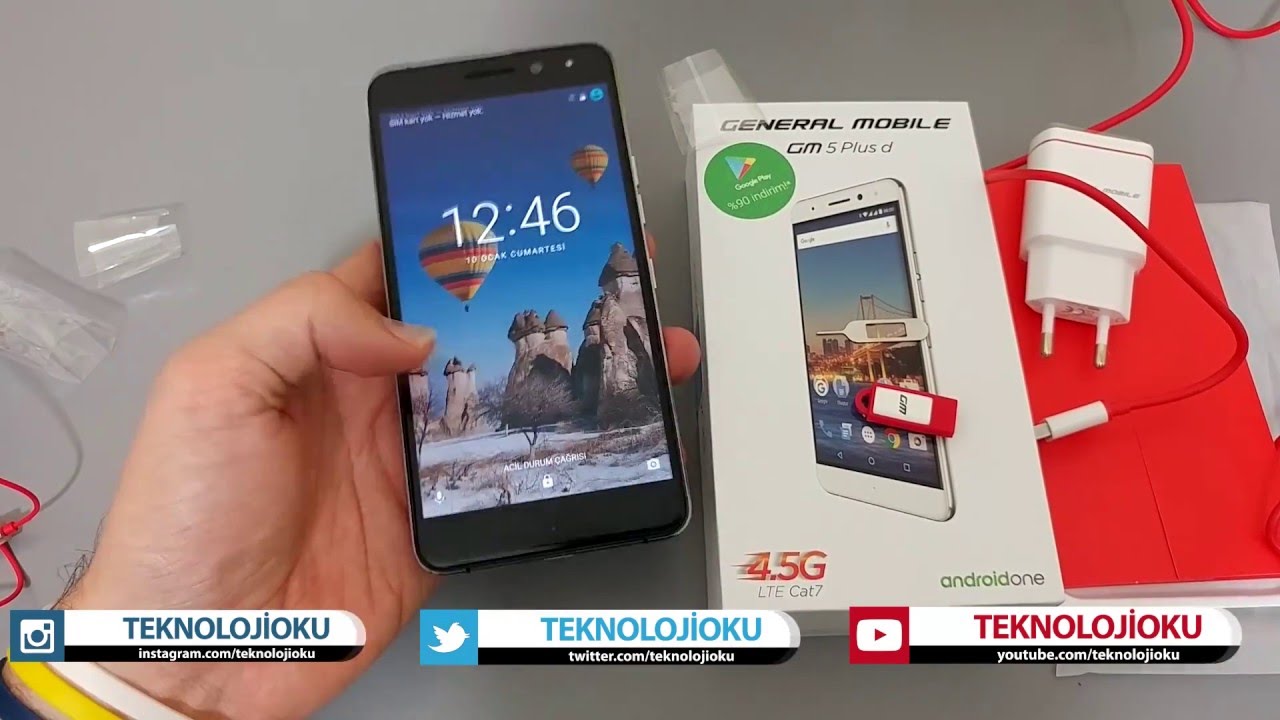 SIM kart yok — Hizmet yok.
12:46
10 OCAK CUMARTESİ
ACİL DURUM ÇAĞRISI
GENERAL MOBILE
GM 5 Plus d
Google Play
%90 indirim!*
Google
GM
4.5G
LTE Cat7
androidone
MOBILE
TEKNOLOJİOKU
instagram.com/teknolojioku
TEKNOLOJİOKU
twitter.com/teknolojioku
TEKNOLOJİOKU
youtube.com/teknolojioku